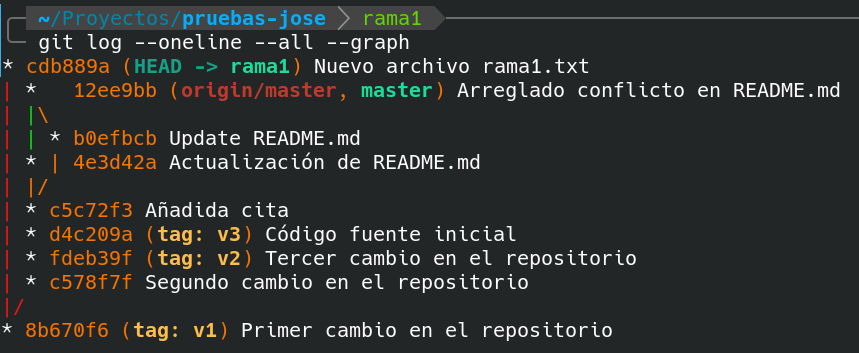 ~/Proyectos/pruebas-jose rama1
git log --oneline --all --graph
* cdb889a (HEAD -> rama1) Nuevo archivo rama1.txt
| *   12ee9bb (origin/master, master) Arreglado conflicto en README.md
| |\
| | * b0efbcb Update README.md
| * | 4e3d42a Actualización de README.md
| |/
| * c5c72f3 Añadida cita
| * d4c209a (tag: v3) Código fuente inicial
| * fdeb39f (tag: v2) Tercer cambio en el repositorio
| * c578f7f Segundo cambio en el repositorio
|/
* 8b670f6 (tag: v1) Primer cambio en el repositorio